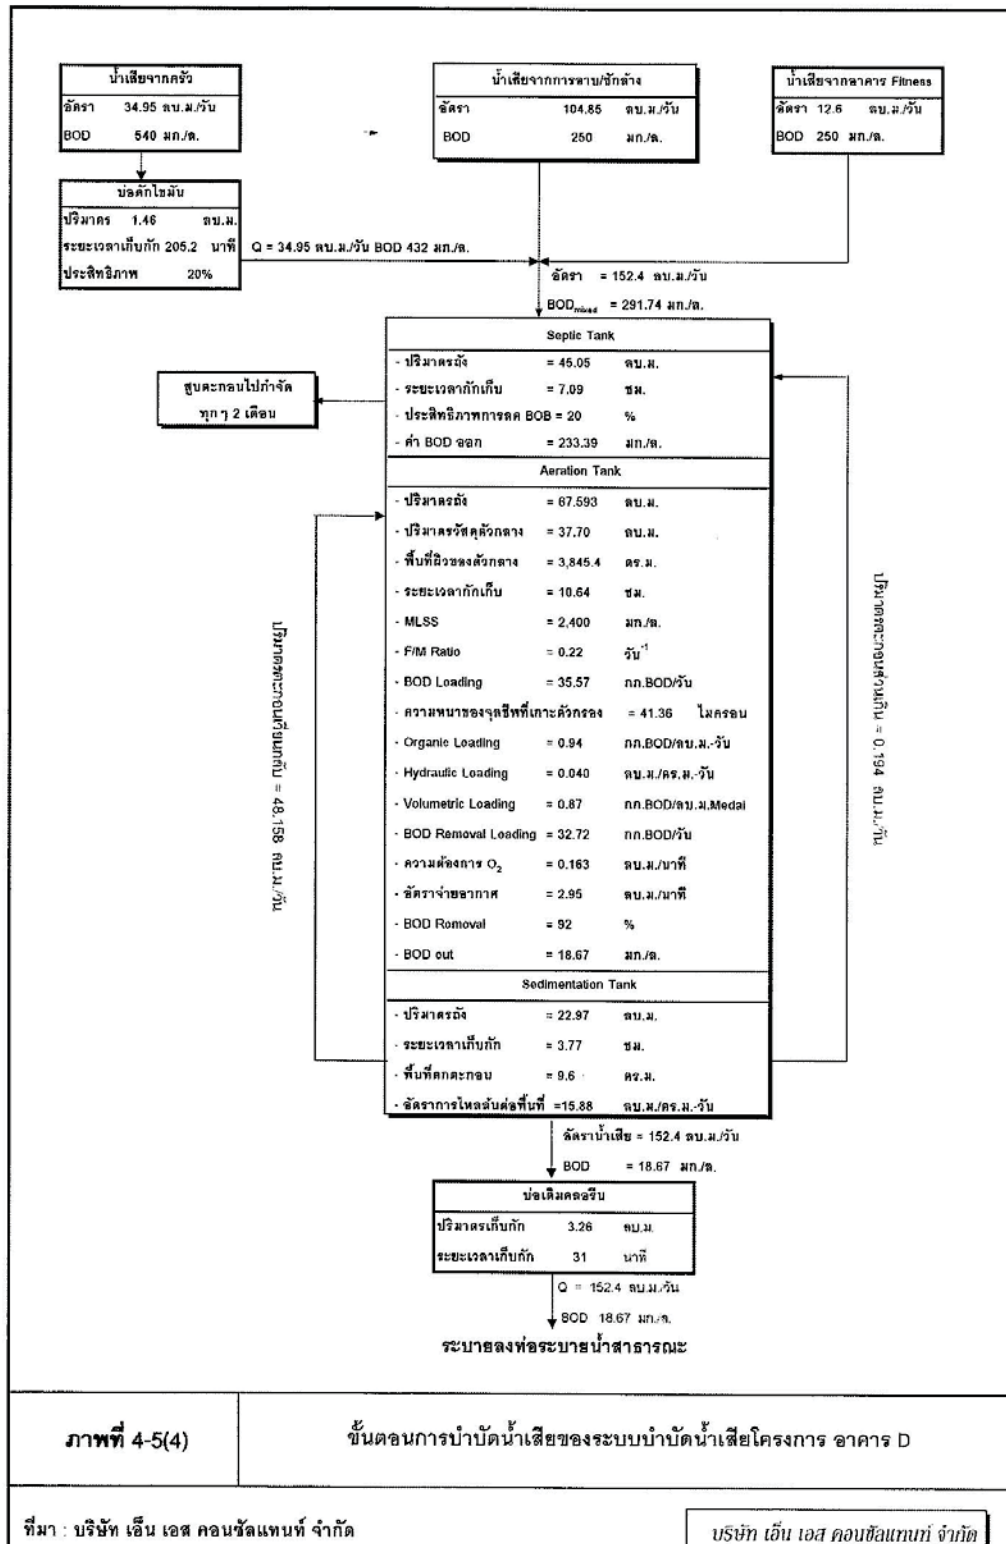 น้ำเสียจากครัว
อัตรา 34.95 ลบ.ม./วัน
BOD 540 มก./ล.
น้ำเสียจากการอาบ/ซักล้าง
อัตรา 104.85 ลบ.ม./วัน
BOD 250 มก./ล.
น้ำเสียจากอาคาร Fitness
อัตรา 12.6 ลบ.ม./วัน
BOD 250 มก./ล.
บ่อดักไขมัน
ปริมาตร 1.46 ลบ.ม.
ระยะเวลาเก็บกัก 205.2 นาที
ประสิทธิภาพ 20%
Q = 34.95 ลบ.ม./วัน BOD 432 มก./ล.
อัตรา = 152.4 ลบ.ม./วัน
BODmixed = 291.74 มก./ล.
Septic Tank
- ปริมาตรถัง = 45.05 ลบ.ม.
- ระยะเวลากักเก็บ = 7.09 ชม.
- ประสิทธิภาพการลด BOB = 20 %
- ค่า BOD ออก = 233.39 มก./ล.
สูบตะกอนไปกำจัด
ทุกๆ 2 เดือน
Aeration Tank
- ปริมาตรถัง = 67.593 ลบ.ม.
- ปริมาตรวัสดุตัวกลาง = 37.70 ลบ.ม.
- พื้นที่ผิวของตัวกลาง = 3,845.4 ตร.ม.
- ระยะเวลากักเก็บ = 10.64 ชม.
- MLSS = 2,400 มก./ล.
- F/M Ratio = 0.22 วัน-1
- BOD Loading = 35.57 กก.BOD/วัน
- ความหนาของจุลชีพที่เกาะตัวกรอง = 41.36 ไมครอน
- Organic Loading = 0.94 กก.BOD/ลบ.ม.-วัน
- Hydraulic Loading = 0.040 ลบ.ม./ตร.ม.-วัน
- Volumetric Loading = 0.87 กก.BOD/ลบ.ม.Medai
- BOD Removal Loading = 32.72 กก.BOD/วัน
- ความต้องการ O2 = 0.163 ลบ.ม./นาที
- อัตราจ่ายอากาศ = 2.95 ลบ.ม./นาที
- BOD Removal = 92 %
- BOD out = 18.67 มก./ล.
ปริมาตรตะกอนเวียนกลับ = 48.158 ลบ.ม./วัน
ปริมาตรตะกอนส่วนเกิน = 0.194 ลบ.ม./วัน
Sedimentation Tank
- ปริมาตรถัง = 22.97 ลบ.ม.
- ระยะเวลาเก็บกัก = 3.77 ชม.
- พื้นที่ตกตะกอน = 9.6 ตร.ม.
- อัตราการไหลล้นต่อพื้นที่ =15.88 ลบ.ม./ตร.ม.-วัน
อัตราน้ำเสีย = 152.4 ลบ.ม./วัน
BOD = 18.67 มก./ล.
บ่อเติมคลอรีน
ปริมาตรเก็บกัก 3.26 ลบ.ม.
ระยะเวลาเก็บกัก 31 นาที
Q = 152.4 ลบ.ม./วัน
BOD 18.67 มก./ล.
ระบายลงท่อระบายน้ำสาธารณะ
ภาพที่ 4-5(4)
ขั้นตอนการบำบัดน้ำเสียของระบบบำบัดน้ำเสียโครงการ อาคาร D
ที่มา : บริษัท เอ็น เอส คอนซัลแทนท์ จำกัด
บริษัท เอ็น เอส คอนซัลแทนท์ จำกัด